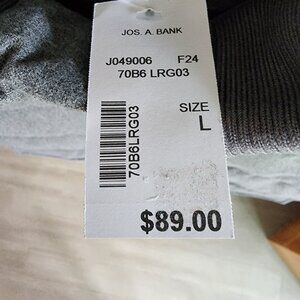 JOS. A. BANK
J049006 F24
70B6 LRG03
SIZE
L
70B6LRG03
$89.00